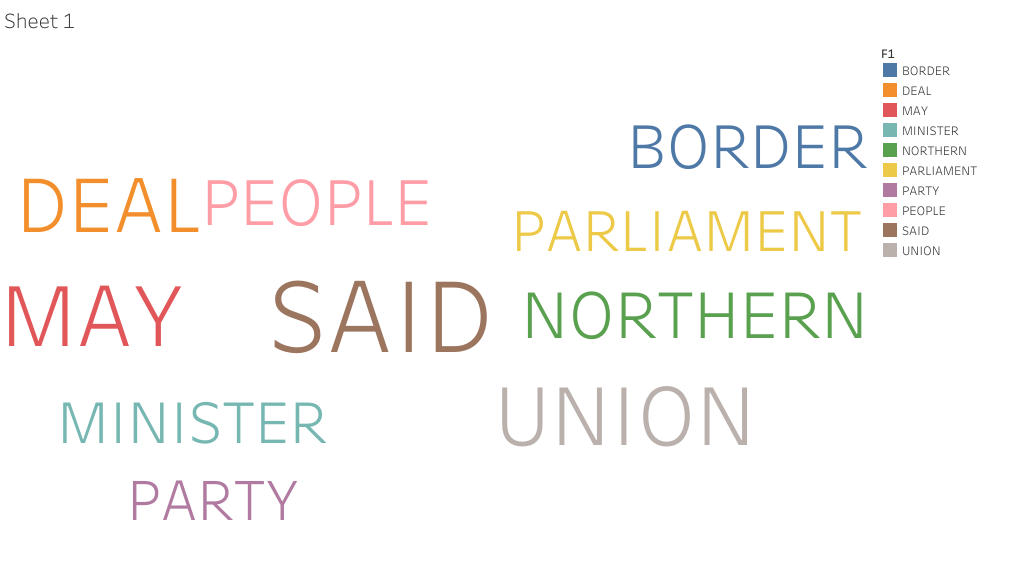 Sheet 1
BORDER
DEAL PEOPLE
PARLIAMENT
MAY SAID NORTHERN
MINISTER UNION
PARTY
F1
BORDER
DEAL
MAY
MINISTER
NORTHERN
PARLIAMENT
PARTY
PEOPLE
SAID
UNION